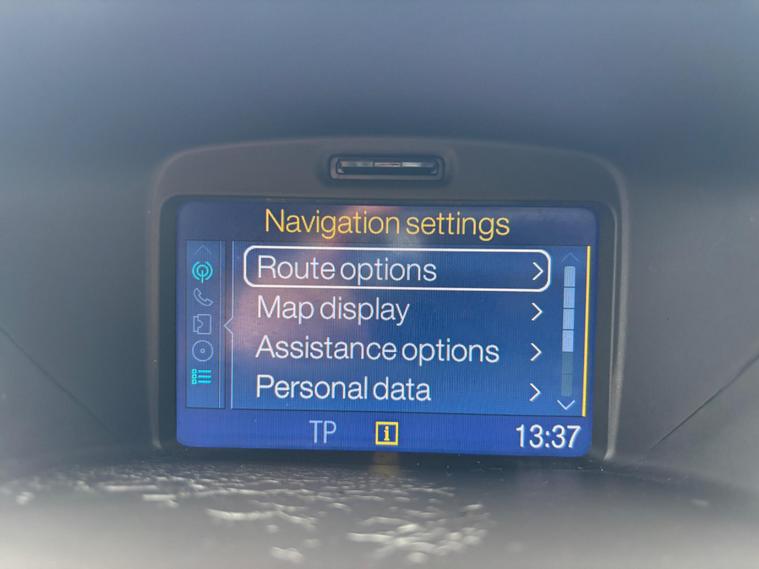 Navigation settings
Route options
Map display
Assistance options
Personal data
TP i 13:37